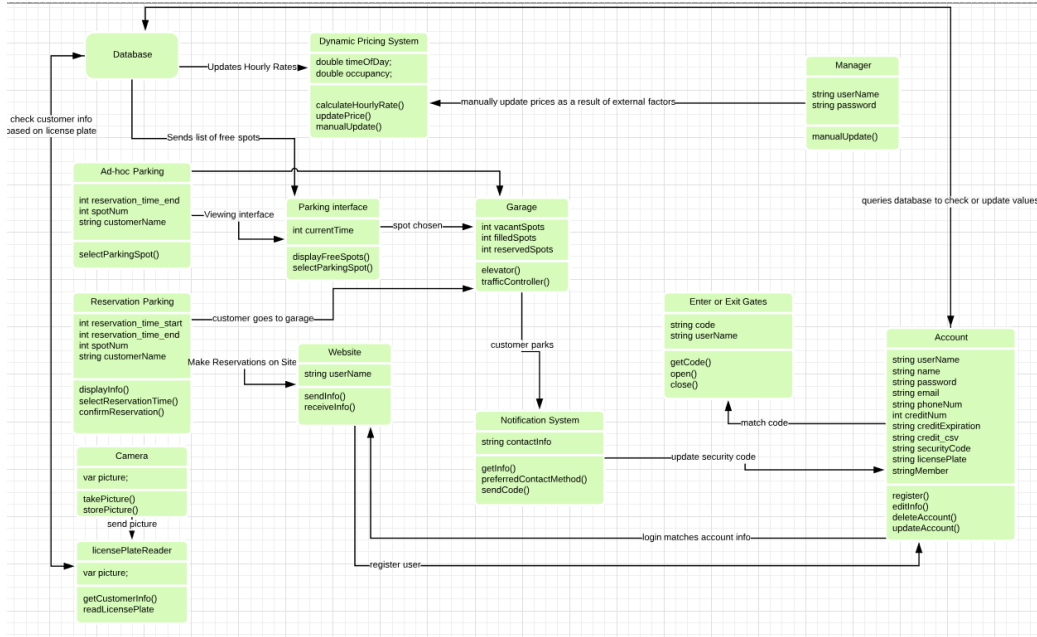 Database
Updates Hourly Rates
Dynamic Pricing System
double timeOfDay;
double occupancy;
calculateHourlyRate()
updatePrice()
manualUpdate()
manually update prices as a result of external factors
Manager
string userName
string password
manualUpdate()
check customer info
based on license plate
Sends list of free spots
queries database to check or update values
Ad-hoc Parking
int reservation_time_end
int spotNum
string customerName
selectParkingSpot()
Viewing interface
Parking interface
int currentTime
displayFreeSpots()
selectParkingSpot()
spot chosen
Garage
int vacantSpots
int filledSpots
int reservedSpots
elevator()
trafficController()
Reservation Parking
int reservation_time_start
int reservation_time_end
int spotNum
string customerName
displayInfo()
selectReservationTime()
confirmReservation()
customer goes to garage
Make Reservations on Site
Website
string userName
sendInfo()
receiveInfo()
customer parks
Enter or Exit Gates
string code
string userName
getCode()
open()
close()
match code
Account
string userName
string name
string password
string email
string phoneNum
int creditNum
string creditExpiration
string credit_csv
string securityCode
string licensePlate
stringMember
register()
editInfo()
deleteAccount()
updateAccount()
Notification System
string contactInfo
getInfo()
preferredContactMethod()
sendCode()
update security code
Camera
var picture;
takePicture()
storePicture()
send picture
licensePlateReader
var picture;
getCustomerInfo()
readLicensePlate
login matches account info
register user